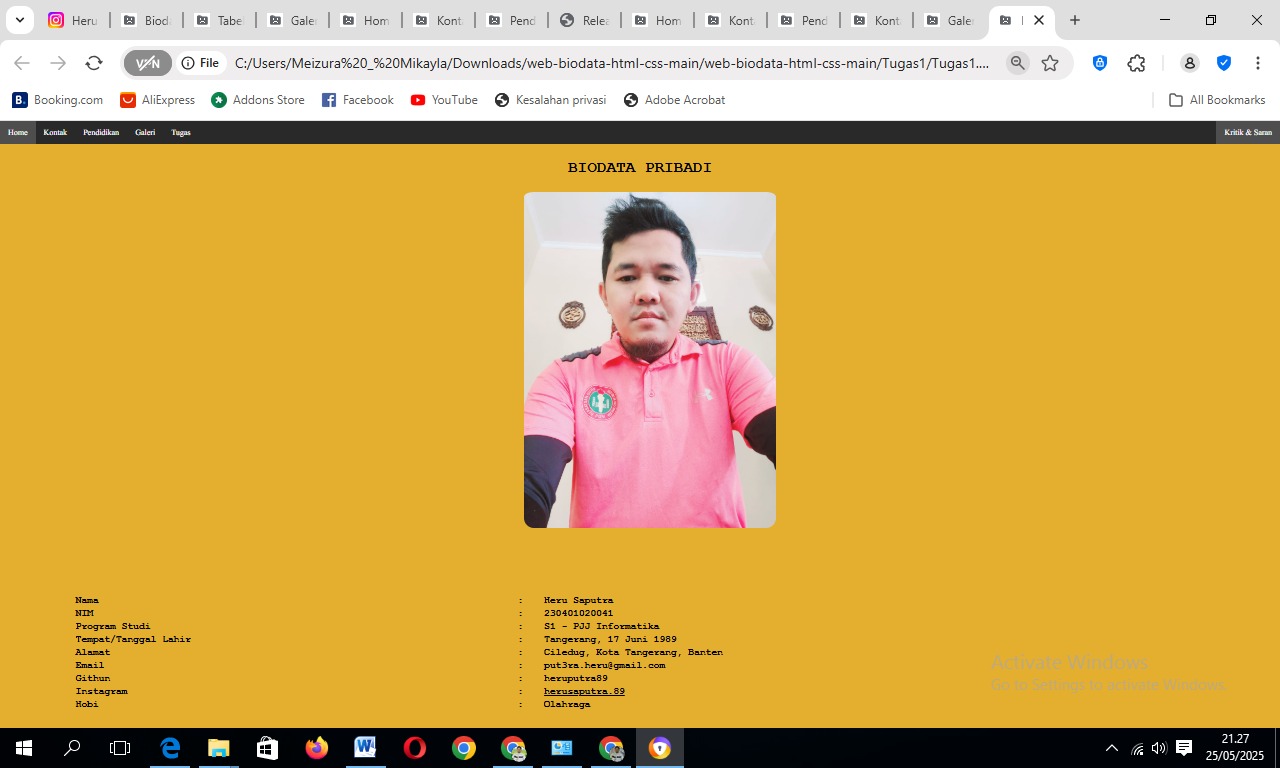 Heru
Biod
Tabel
Galer
Hom
Kont
Pend
Relea
Hom
Kont
Pend
Kont
Galer
VPN
File
C:/Users/Meizura%20_%20Mikayla/Downloads/web-biodata-html-css-main/web-biodata-html-css-main/Tugas1/Tugas1....
Booking.com AliExpress Addons Store Facebook YouTube Kesalahan privasi Adobe Acrobat All Bookmarks
Home Kontak Pendidikan Galeri Tugas Kritik & Saran
BIODATA PRIBADI
Nama : Heru Saputra
NIM : 230401020041
Program Studi : S1 - PJJ Informatika
Tempat/Tanggal Lahir : Tangerang, 17 Juni 1989
Alamat : Ciledug, Kota Tangerang, Banten
Email : put3ra.heru@gmail.com
Githun : heruputra89
Instagram : herusaputra.89
Hobi : Olahraga
Activate Windows
Go to Settings to activate Windows.
21.27
25/05/2025